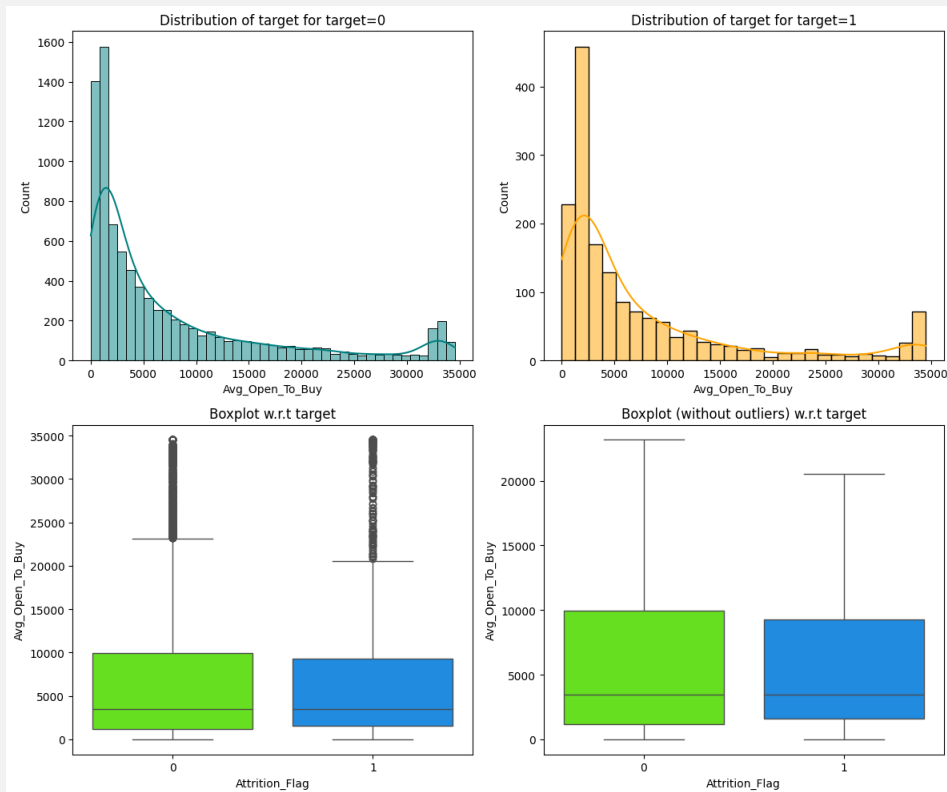 Distribution of target for target=0
1600
1400
1200
1000
800
600
400
200
0
Count
0 5000 10000 15000 20000 25000 30000 35000
Avg_Open_To_Buy
Distribution of target for target=1
400
300
200
100
0
Count
0 5000 10000 15000 20000 25000 30000 35000
Avg_Open_To_Buy
Boxplot w.r.t target
35000
30000
25000
20000
15000
10000
5000
0
Avg_Open_To_Buy
0 1
Attrition_Flag
Boxplot (without outliers) w.r.t target
20000
15000
10000
5000
0
Avg_Open_To_Buy
0 1
Attrition_Flag